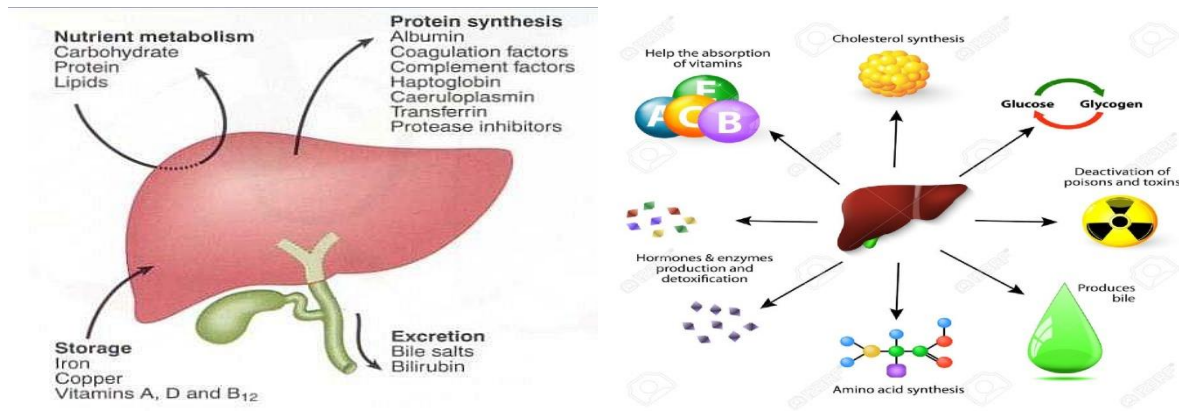 Nutrient metabolism
Carbohydrate
Protein
Lipids
Protein synthesis
Albumin
Coagulation factors
Complement factors
Haptoglobin
Caeruloplasmin
Transferrin
Protease inhibitors
Storage
Iron
Copper
Vitamins A, D and B12
Excretion
Bile salts
Bilirubin
Help the absorption
of vitamins
E
A
C
B
Cholesterol synthesis
Glucose
Glycogen
Deactivation of
poisons and toxins
Hormones & enzymes
production and
detoxification
Produces
bile
Amino acid synthesis